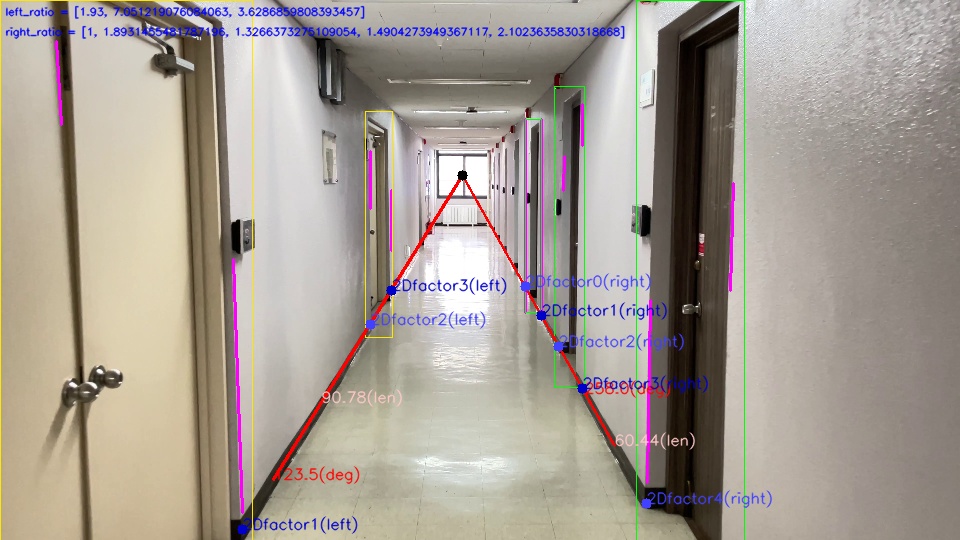 left_ratio = [1.93, 7.051219076084063, 3.6286859808393457]
right_ratio = [1, 1.8931465481787196, 1.3266373275109054, 1.4904273949367117, 2.1023635830318668]
2Dfactor3(left)
2Dfactor0(right)
2Dfactor1(right)
2Dfactor2(left)
2Dfactor2(right)
2Dfactor3(right)
90.78(len)
60.44(len)
23.5(deg)
2Dfactor4(right)
2Dfactor1(left)